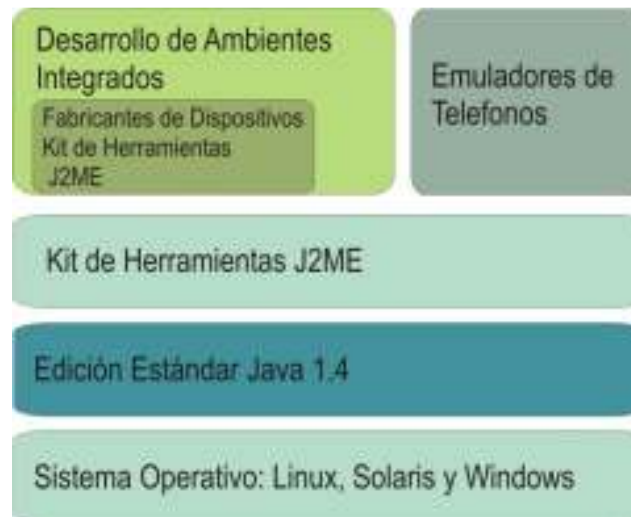 Desarrollo de Ambientes
Integrados
Fabricantes de Dispositivos
Kit de Herramientas
J2ME
Emuladores de
Telefonos
Kit de Herramientas J2ME
Edición Estándar Java 1.4
Sistema Operativo: Linux, Solaris y Windows